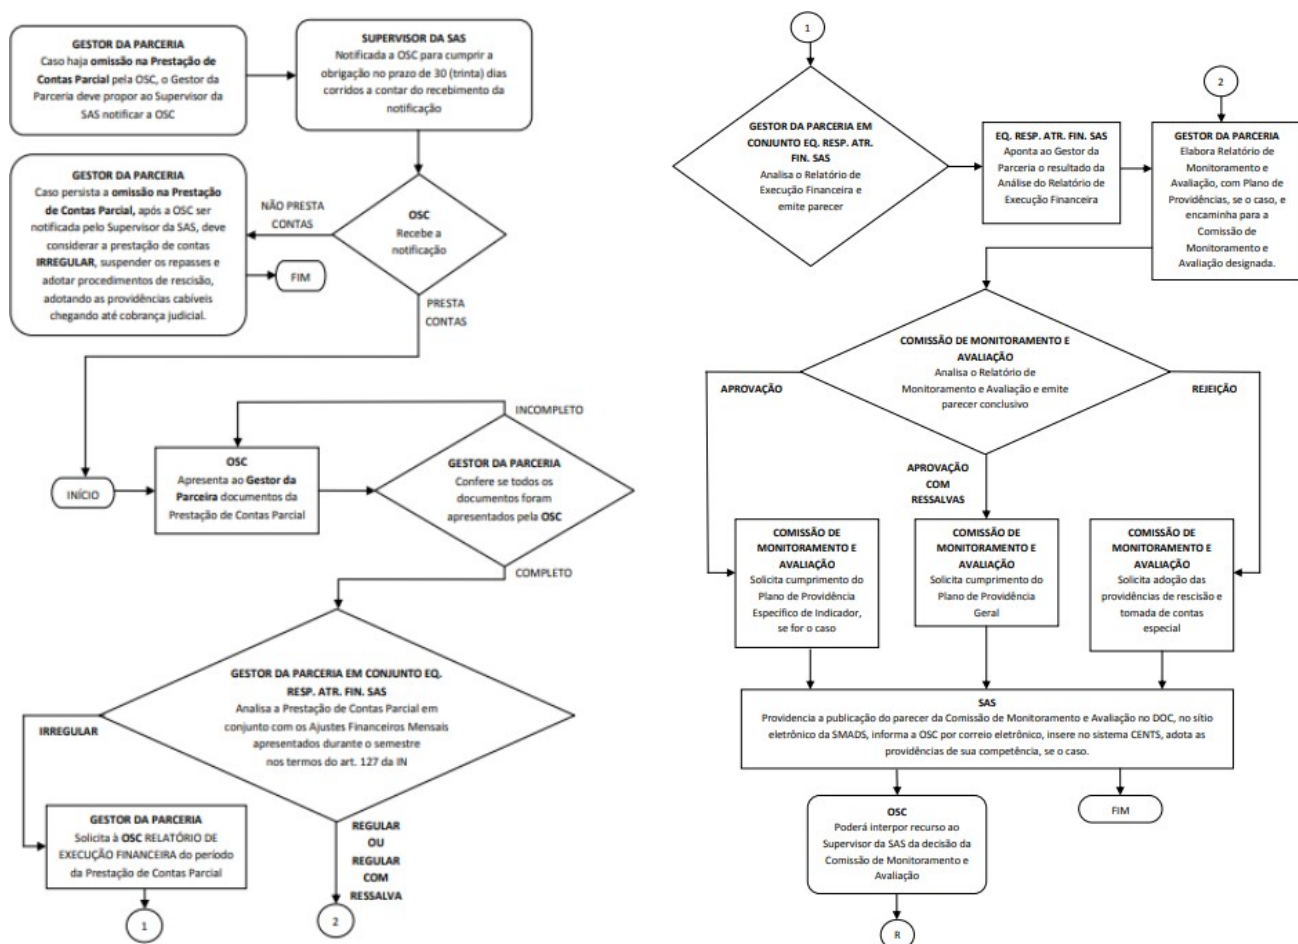 GESTOR DA PARCERIA
Caso haja omissão na Prestação de
Contas Parcial pela OSC, o Gestor da
Parceria deve propor ao Supervisor da
SAS notificar a OSC
SUPERVISOR DA SAS
Notificada a OSC para cumprir a
obrigação no prazo de 30 (trinta) dias
corridos a contar do recebimento da
notificação
GESTOR DA PARCERIA
Caso persista a omissão na Prestação
de Contas Parcial, após a OSC ser
notificada pelo Supervisor da SAS, deve
considerar a prestação de contas
IRREGULAR, suspender os repasses e
adotar procedimentos de rescisão,
adotando as providências cabíveis
chegando até cobrança judicial.
NÃO PRESTA
CONTAS
OSC
Recebe a
notificação
FIM
PRESTA
CONTAS
INCOMPLETO
INÍCIO
OSC
Apresenta ao Gestor da
Parceira documentos da
Prestação de Contas Parcial
GESTOR DA PARCERIA
Confere se todos os
documentos foram
apresentados pela OSC
COMPLETO
GESTOR DA PARCERIA EM CONJUNTO EQ.
RESP. ATR. FIN. SAS
Analisa a Prestação de Contas Parcial em
conjunto com os Ajustes Financeiros Mensais
apresentados durante o semestre
nos termos do art. 127 da IN
IRREGULAR
GESTOR DA PARCERIA
Solicita à OSC RELATÓRIO DE
EXECUÇÃO FINANCEIRA do período
da Prestação de Contas Parcial
REGULAR
OU
REGULAR
COM
RESSALVA
1
2
1
GESTOR DA PARCERIA EM
CONJUNTO EQ. RESP. ATR.
FIN. SAS
Analisa o Relatório de
Execução Financeira e
emite parecer
EQ. RESP. ATR. FIN. SAS
Aponta ao Gestor da
Parceria o resultado da
Análise do Relatório de
Execução Financeira
2
GESTOR DA PARCERIA
Elabora Relatório de
Monitoramento e
Avaliação, com Plano de
Providências, se o caso, e
encaminha para a
Comissão de
Monitoramento e
Avaliação designada.
COMISSÃO DE MONITORAMENTO E
AVALIAÇÃO
Analisa o Relatório de
Monitoramento e Avaliação e emite
parecer conclusivo
APROVAÇÃO
REJEIÇÃO
APROVAÇÃO
COM
RESSALVAS
COMISSÃO DE
MONITORAMENTO E
AVALIAÇÃO
Solicita cumprimento do
Plano de Providência
Específico de Indicador,
se for o caso
COMISSÃO DE
MONITORAMENTO E
AVALIAÇÃO
Solicita cumprimento do
Plano de Providência
Geral
COMISSÃO DE
MONITORAMENTO E
AVALIAÇÃO
Solicita adoção das
providências de rescisão e
tomada de contas
especial
SAS
Providencia a publicação do parecer da Comissão de Monitoramento e Avaliação no DOC, no sítio
eletrônico da SMADS, informa a OSC por correio eletrônico, insere no sistema CENTS, adota as
providências de sua competência, se o caso.
OSC
Poderá interpor recurso ao
Supervisor da SAS da decisão da
Comissão de Monitoramento e
Avaliação
FIM
R